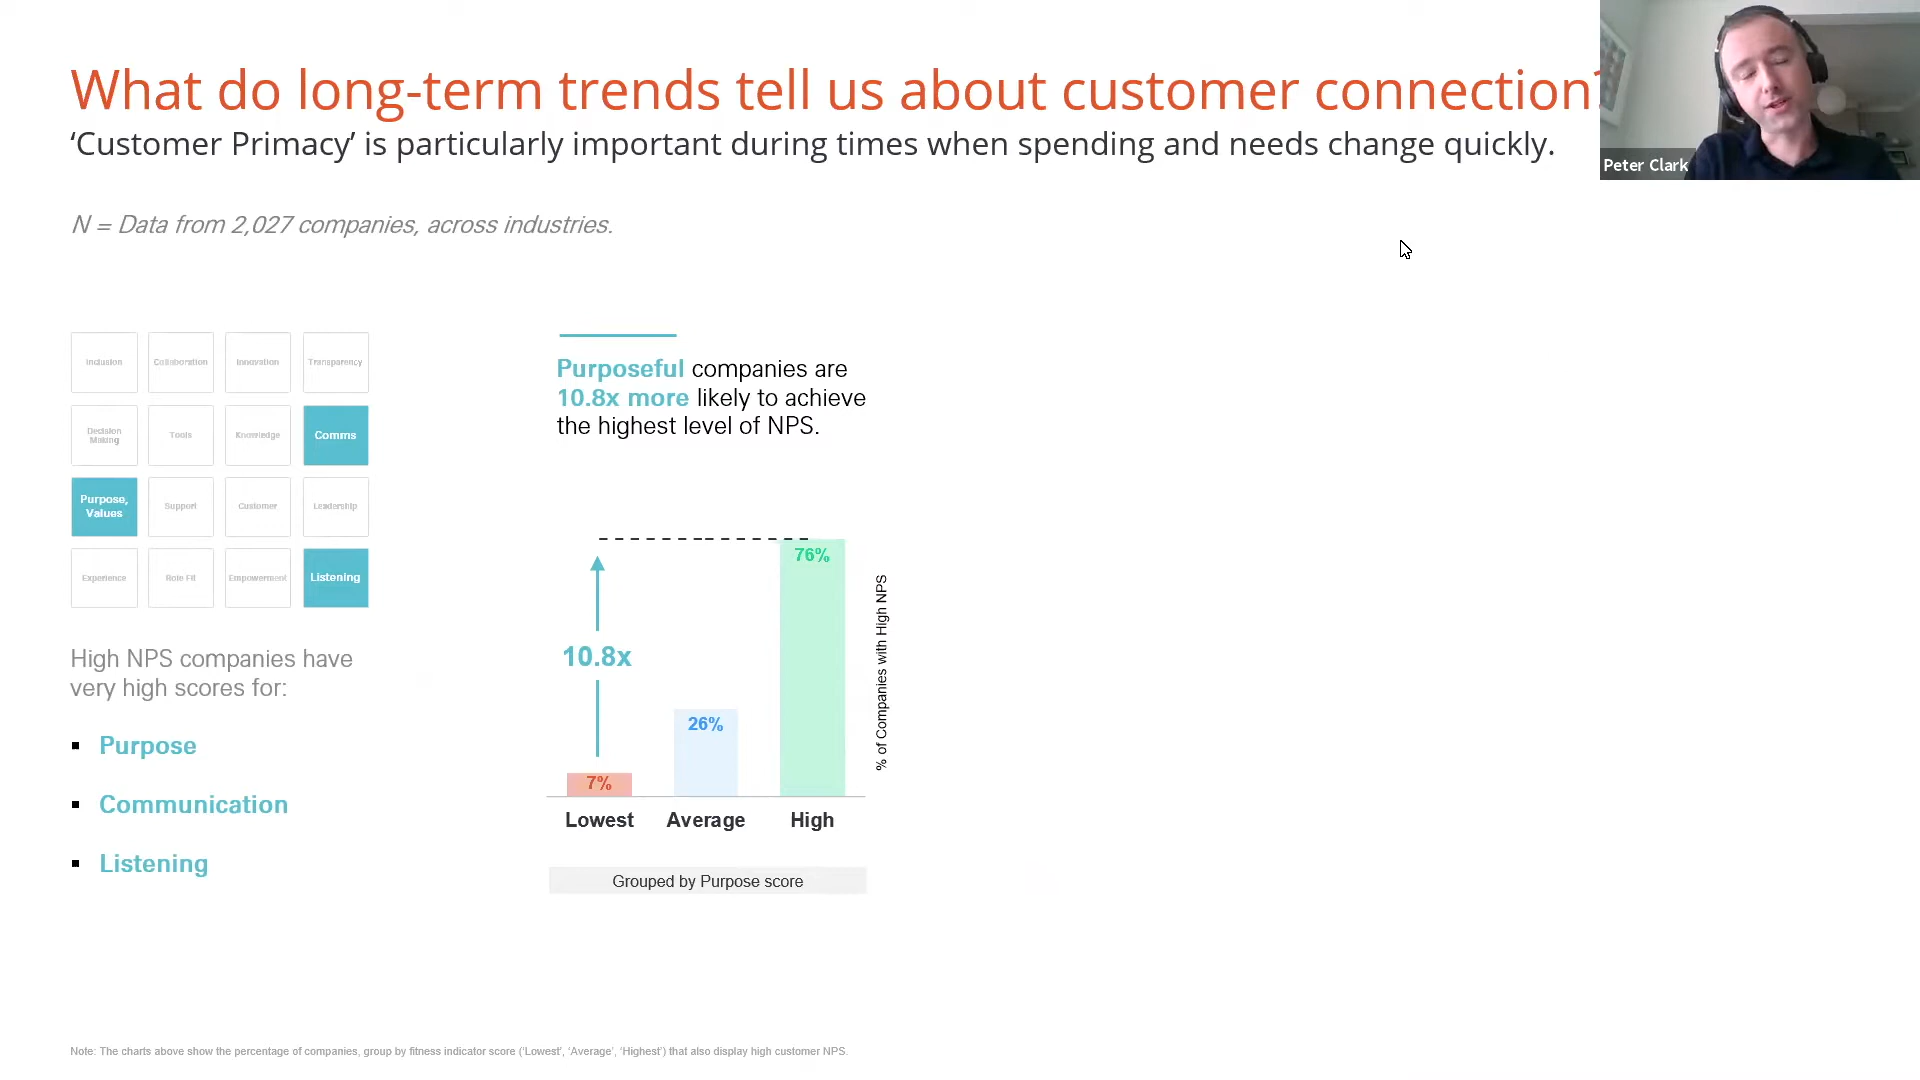 What do long-term trends tell us about customer connection?
‘Customer Primacy’ is particularly important during times when spending and needs change quickly.
Peter Clark
N = Data from 2,027 companies, across industries.
Inclusion Collaboration Innovation Transparency
Decision
Making
Tools Knowledge Comms
Purpose,
Values
Support Customer Leadership
Experience Role Fit Empowerment Listening
High NPS companies have
very high scores for:
▪ Purpose
▪ Communication
▪ Listening
Purposeful companies are
10.8x more likely to achieve
the highest level of NPS.
76%
10.8x
26%
7%
% of Companies with High NPS
Lowest Average High
Grouped by Purpose score
Note: The charts above show the percentage of companies, group by fitness indicator score (‘Lowest’, ‘Average’, ‘Highest’) that also display high customer NPS.